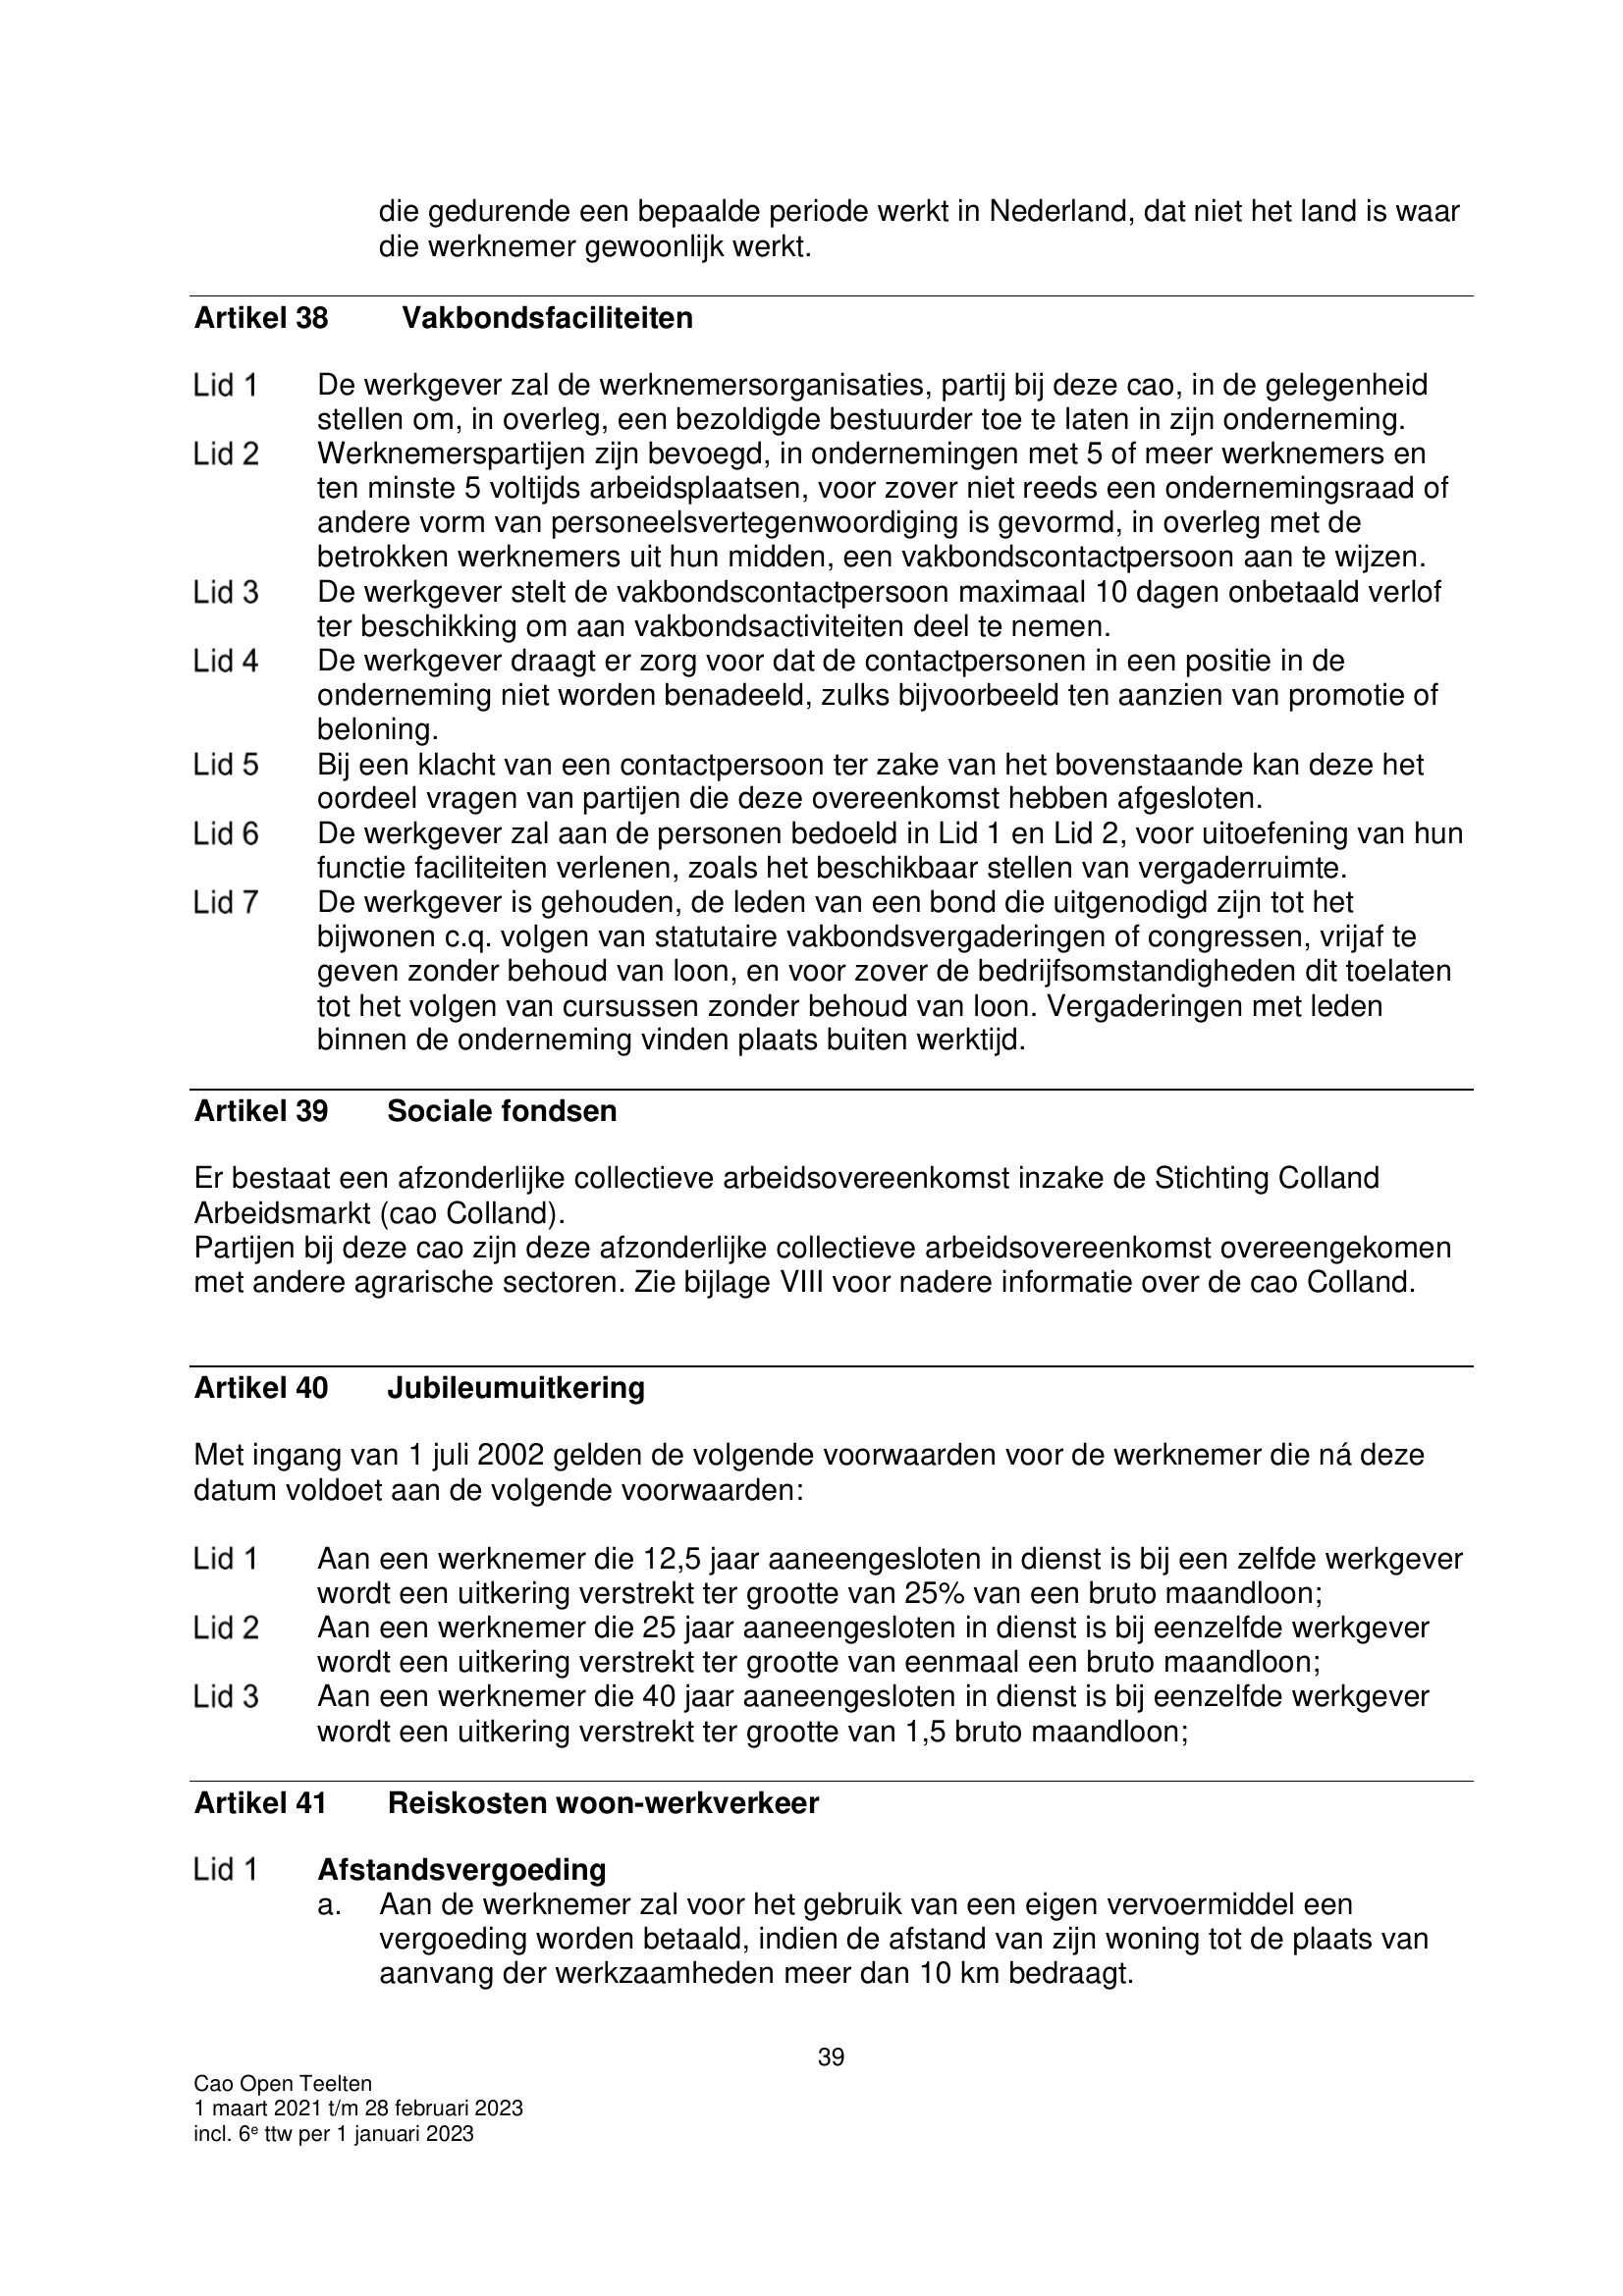 die gedurende een bepaalde periode werkt in Nederland, dat niet het land is waar
die werknemer gewoonlijk werkt.
Artikel 38 Vakbondsfaciliteiten
Lid 1 De werkgever zal de werknemersorganisaties, partij bij deze cao, in de gelegenheid
stellen om, in overleg, een bezoldigde bestuurder toe te laten in zijn onderneming.
Lid 2 Werknemerspartijen zijn bevoegd, in ondernemingen met 5 of meer werknemers en
ten minste 5 voltijds arbeidsplaatsen, voor zover niet reeds een ondernemingsraad of
andere vorm van personeelsvertegenwoordiging is gevormd, in overleg met de
betrokken werknemers uit hun midden, een vakbondscontactpersoon aan te wijzen.
Lid 3 De werkgever stelt de vakbondscontactpersoon maximaal 10 dagen onbetaald verlof
ter beschikking om aan vakbondsactiviteiten deel te nemen.
Lid 4 De werkgever draagt er zorg voor dat de contactpersonen in een positie in de
onderneming niet worden benadeeld, zulks bijvoorbeeld ten aanzien van promotie of
beloning.
Lid 5 Bij een klacht van een contactpersoon ter zake van het bovenstaande kan deze het
oordeel vragen van partijen die deze overeenkomst hebben afgesloten.
Lid 6 De werkgever zal aan de personen bedoeld in Lid 1 en Lid 2, voor uitoefening van hun
functie faciliteiten verlenen, zoals het beschikbaar stellen van vergaderruimte.
Lid 7 De werkgever is gehouden, de leden van een bond die uitgenodigd zijn tot het
bijwonen c.q. volgen van statutaire vakbondsvergaderingen of congressen, vrijaf te
geven zonder behoud van loon, en voor zover de bedrijfsomstandigheden dit toelaten
tot het volgen van cursussen zonder behoud van loon. Vergaderingen met leden
binnen de onderneming vinden plaats buiten werktijd.
Artikel 39 Sociale fondsen
Er bestaat een afzonderlijke collectieve arbeidsovereenkomst inzake de Stichting Colland
Arbeidsmarkt (cao Colland).
Partijen bij deze cao zijn deze afzonderlijke collectieve arbeidsovereenkomst overeengekomen
met andere agrarische sectoren. Zie bijlage VIII voor nadere informatie over de cao Colland.
Artikel 40 Jubileumuitkering
Met ingang van 1 juli 2002 gelden de volgende voorwaarden voor de werknemer die ná deze
datum voldoet aan de volgende voorwaarden:
Lid 1 Aan een werknemer die 12,5 jaar aaneengesloten in dienst is bij een zelfde werkgever
wordt een uitkering verstrekt ter grootte van 25% van een bruto maandloon;
Lid 2 Aan een werknemer die 25 jaar aaneengesloten in dienst is bij eenzelfde werkgever
wordt een uitkering verstrekt ter grootte van eenmaal een bruto maandloon;
Lid 3 Aan een werknemer die 40 jaar aaneengesloten in dienst is bij eenzelfde werkgever
wordt een uitkering verstrekt ter grootte van 1,5 bruto maandloon;
Artikel 41 Reiskosten woon-werkverkeer
Lid 1 Afstandsvergoeding
a. Aan de werknemer zal voor het gebruik van een eigen vervoermiddel een
vergoeding worden betaald, indien de afstand van zijn woning tot de plaats van
aanvang der werkzaamheden meer dan 10 km bedraagt.
39
Cao Open Teelten
1 maart 2021 t/m 28 februari 2023
incl. 6e ttw per 1 januari 2023